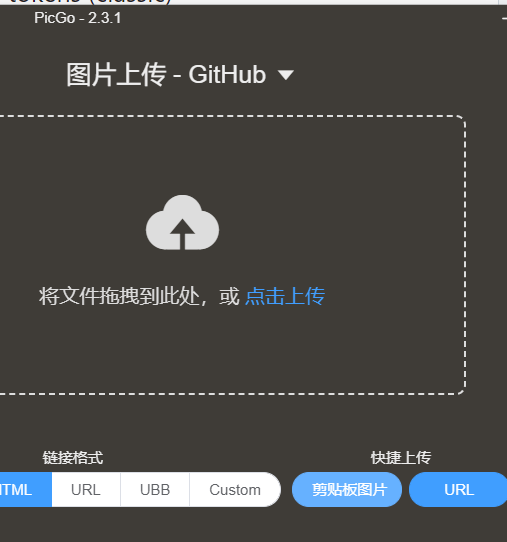 tokens (classic)
PicGo - 2.3.1
图片上传 - GitHub
将文件拖拽到此处，或 点击上传
链接格式
快捷上传
HTML
URL
UBB
Custom
剪贴板图片
URL